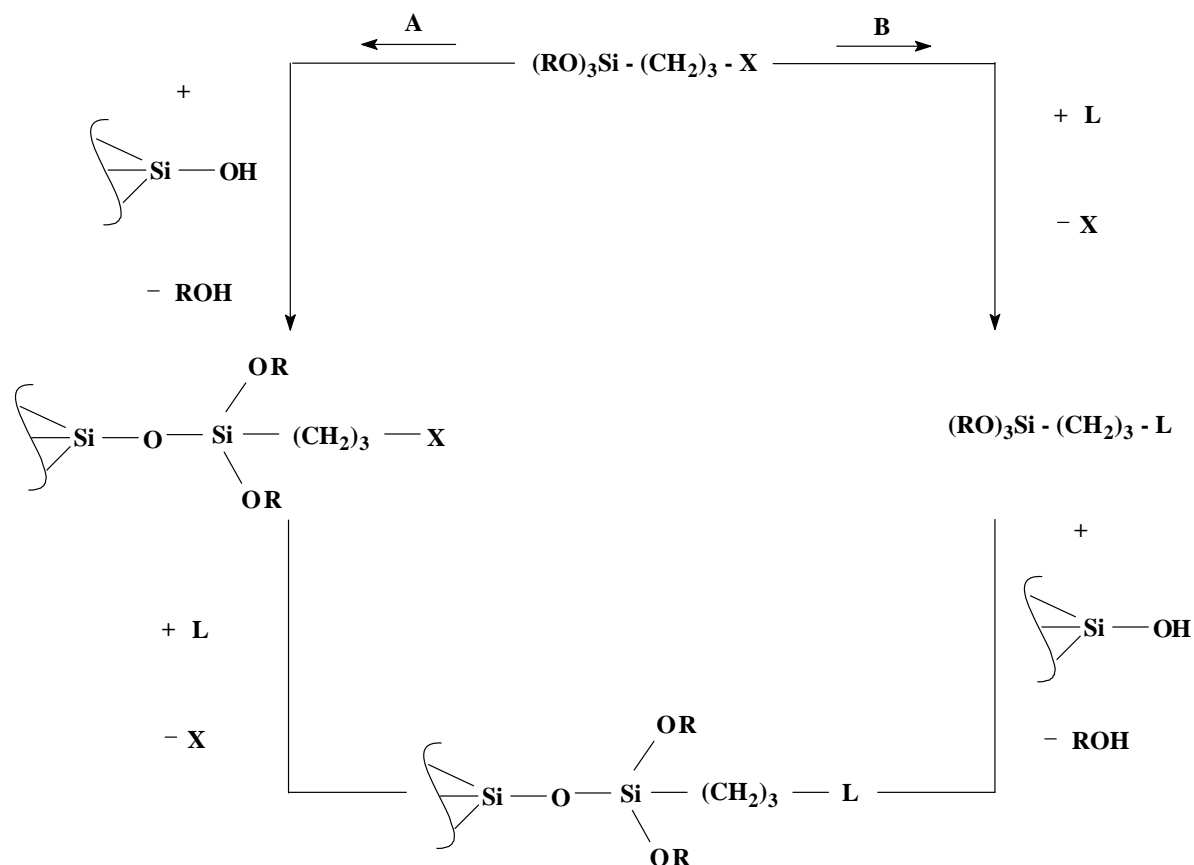 A
B
(RO)₃Si - (CH₂)₃ - X
+
Si — OH
− ROH
+ L
− X
OR
Si — O — Si — (CH₂)₃ — X
OR
(RO)₃Si - (CH₂)₃ - L
+
Si — OH
− ROH
+ L
− X
OR
Si — O — Si — (CH₂)₃ — L
OR